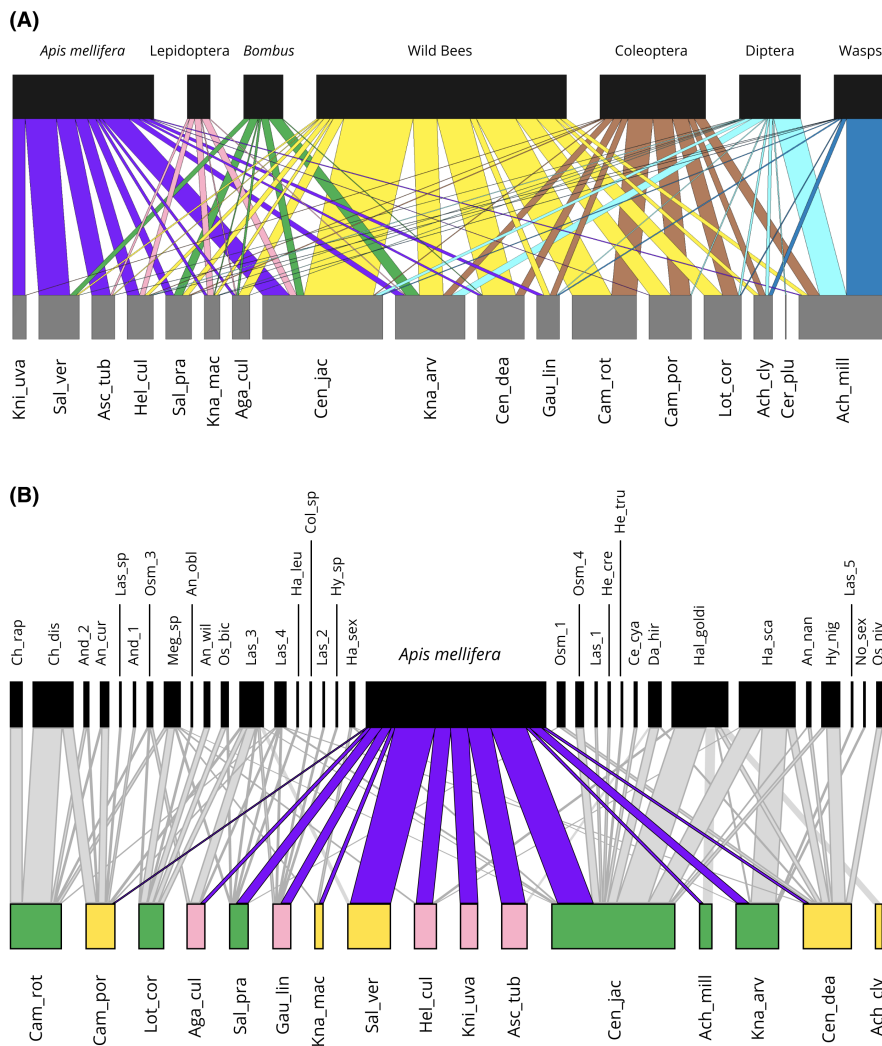 (A)
Apis mellifera Lepidoptera Bombus Wild Bees Coleoptera Diptera Wasps
Kni_uva Sal_ver Asc_tub Hel_cul Sal_pra Kna_mac Aga_cul Cen_jac Kna_arv Cen_dea Gau_lin Cam_rot Cam_por Lot_cor Ach_cly Cer_plu Ach_mill
(B)
Ch_rap Ch_dis And_2 An_cur Las_sp And_1 Osm_3 Meg_sp An_obl An_wil Os_bic Las_3 Las_4 Ha_leu Col_sp Las_2 Hy_sp Ha_sex Apis mellifera Osm_1 Osm_4 Las_1 He_cre He_tru Ce_cya Da_hir Hal_goldi Ha_sca An_nan Hy_nig Las_5 No_sex Os_niv
Cam_rot Cam_por Lot_cor Aga_cul Sal_pra Gau_lin Kna_mac Sal_ver Hel_cul Kni_uva Asc_tub Cen_jac Ach_mill Kna_arv Cen_dea Ach_cly